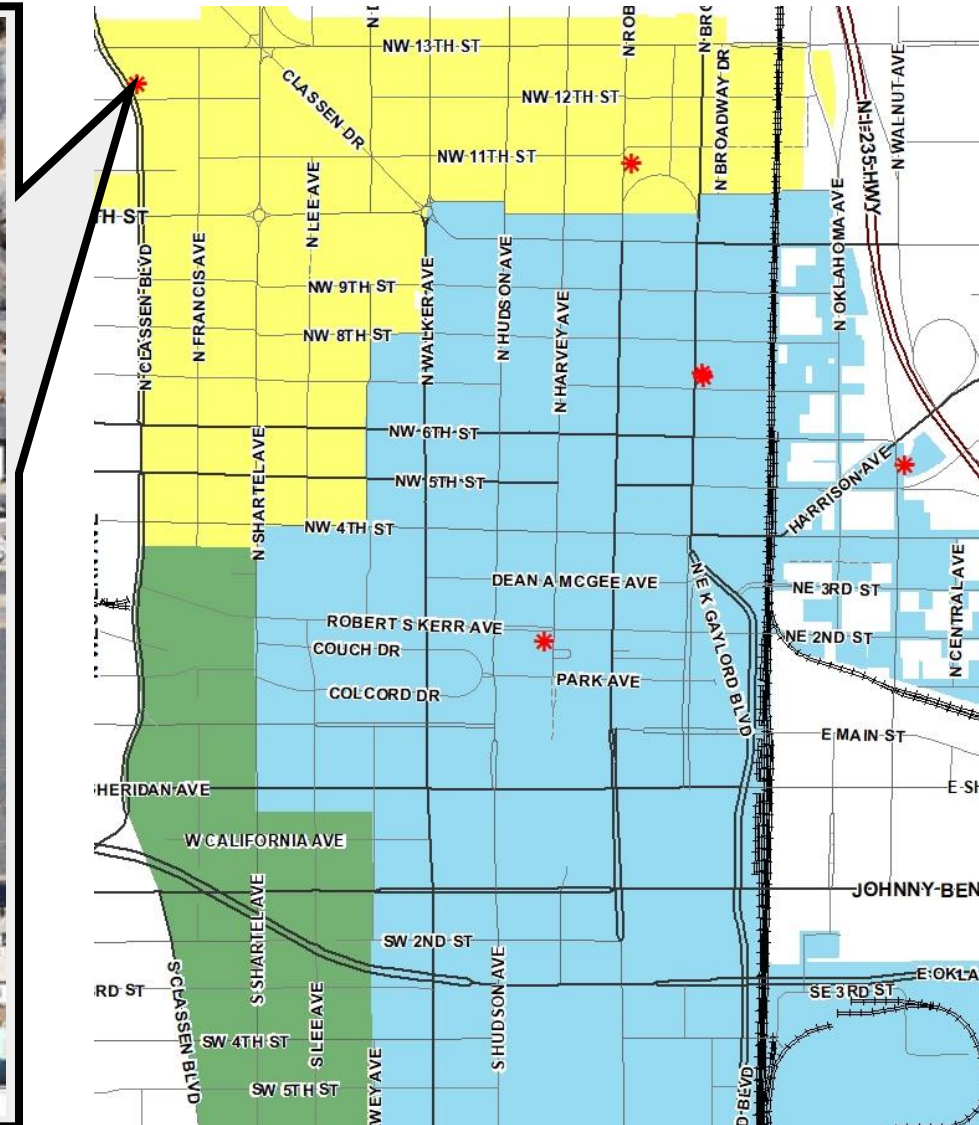 NW 13TH ST
CLASSEN DR
NW 12TH ST
N BROADWAY DR
N WALNUT AVE
N-I-235-HWY
NW 11TH ST
N LEE AVE
N OKLAHOMA AVE
TH ST
N CLASSEN BLVD
N FRANCIS AVE
N WALKER AVE
N HUDSON AVE
N HARVEY AVE
NW 9TH ST
NW 8TH ST
NW 6TH ST
N SHARTEL AVE
NW 5TH ST
HARRISON AVE
NW 4TH ST
DEAN A MCGEE AVE
N E K GAYLORD BLVD
NE 3RD ST
N CENTRAL AVE
ROBERT S KERR AVE
NE 2ND ST
COUCH DR
PARK AVE
COLCORD DR
E MAIN ST
HERIDAN AVE
E SH
W CALIFORNIA AVE
JOHNNY BEN
S SHARTEL AVE
SW 2ND ST
S HUDSON AVE
E OKLA
RD ST
SE 3RD ST
S CLASSEN BLVD
S LEE AVE
SW 4TH ST
SW 5TH ST
WEY AVE
D BLVD
N ROB
N BRO